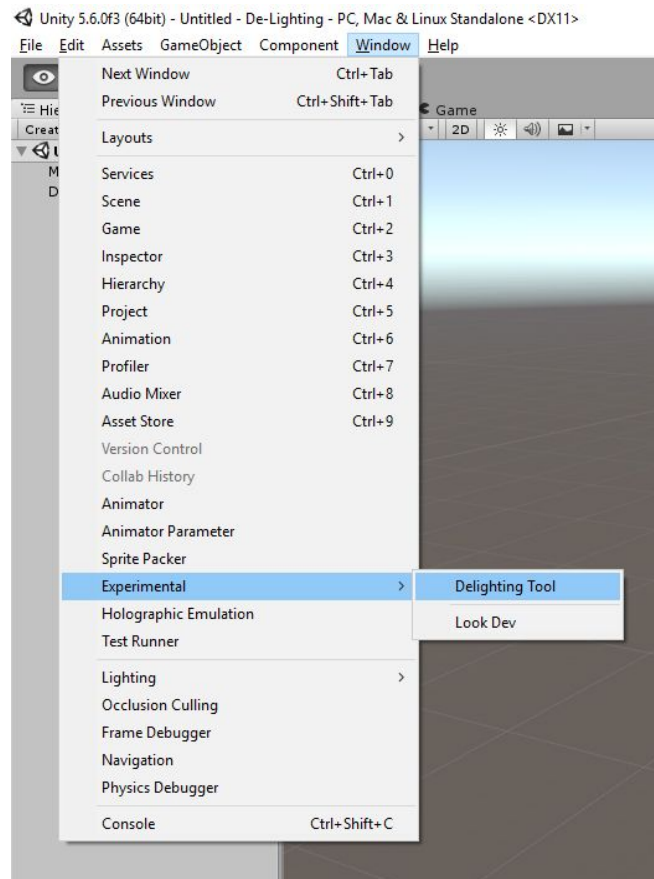 Unity 5.6.0f3 (64bit) - Untitled - De-Lighting - PC, Mac & Linux Standalone <DX11>
File Edit Assets GameObject Component Window Help
Next Window Ctrl+Tab
Previous Window Ctrl+Shift+Tab
Hie Game
Creat 2D
Layouts
U
M
D
Services Ctrl+0
Scene Ctrl+1
Game Ctrl+2
Inspector Ctrl+3
Hierarchy Ctrl+4
Project Ctrl+5
Animation Ctrl+6
Profiler Ctrl+7
Audio Mixer Ctrl+8
Asset Store Ctrl+9
Version Control
Collab History
Animator
Animator Parameter
Sprite Packer
Experimental Delighting Tool
Holographic Emulation Look Dev
Test Runner
Lighting
Occlusion Culling
Frame Debugger
Navigation
Physics Debugger
Console Ctrl+Shift+C